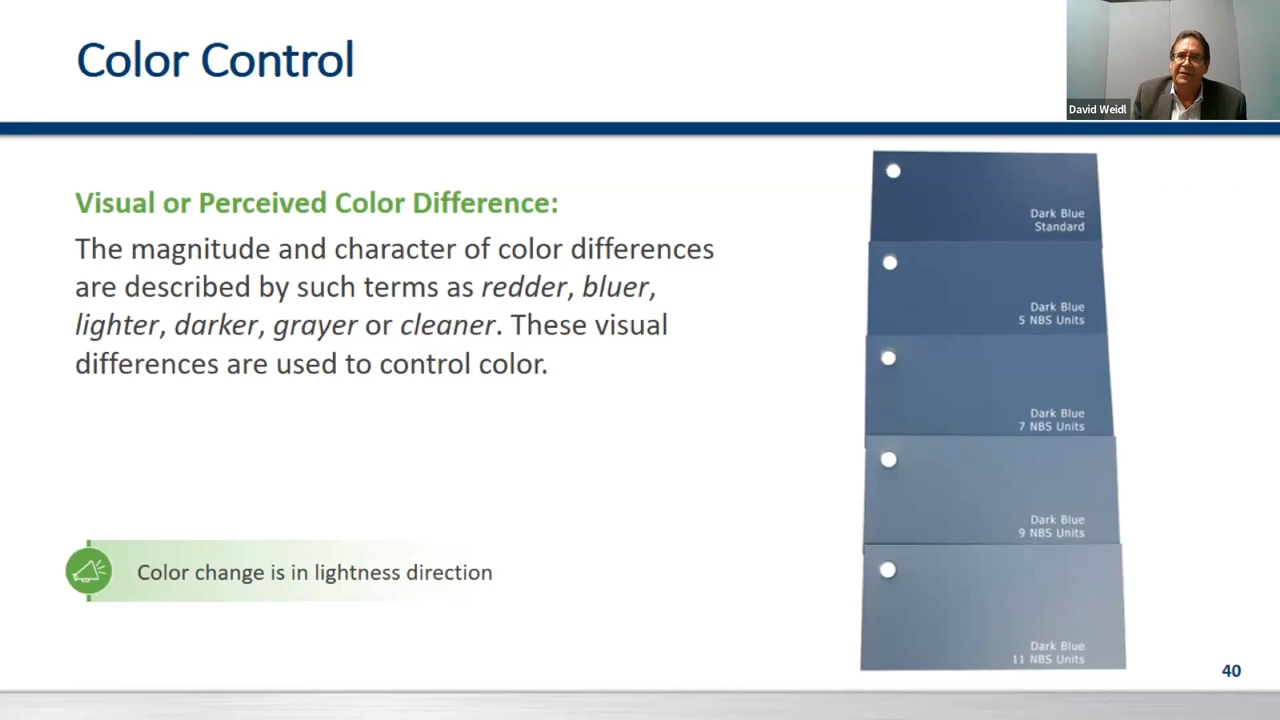 Color Control
David Weidl
Visual or Perceived Color Difference:
The magnitude and character of color differences
are described by such terms as redder, bluer,
lighter, darker, grayer or cleaner. These visual
differences are used to control color.
Color change is in lightness direction
Dark Blue
Standard
Dark Blue
5 NBS Units
Dark Blue
7 NBS Units
Dark Blue
9 NBS Units
Dark Blue
11 NBS Units
40